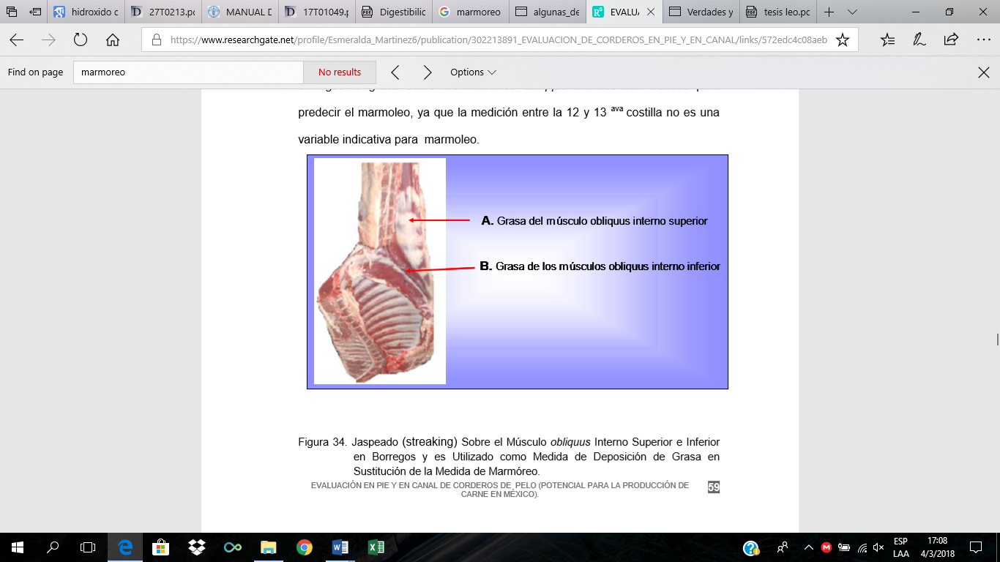 hidroxido c
27T0213.pc
MANUAL D
17T01049.p
Digestibilic
marmoreo
algunas_de
EVALUA
Verdades y
tesis leo.pc
https://www.researchgate.net/profile/Esmeralda_Martinez6/publication/302213891_EVALUACION_DE_CORDEROS_EN_PIE_Y_EN_CANAL/links/572edc4c08aeb
Find on page
marmoreo
No results
Options
predecir el marmoleo, ya que la medición entre la 12 y 13 ava costilla no es una
variable indicativa para marmoleo.
A. Grasa del músculo obliquus interno superior
B. Grasa de los músculos obliquus interno inferior
Figura 34. Jaspeado (streaking) Sobre el Músculo obliquus Interno Superior e Inferior
en Borregos y es Utilizado como Medida de Deposición de Grasa en
Sustitución de la Medida de Marmóreo.
EVALUACIÓN EN PIE Y EN CANAL DE CORDEROS DE PELO (POTENCIAL PARA LA PRODUCCIÓN DE
CARNE EN MÉXICO).
59
ESP
LAA
17:08
4/3/2018